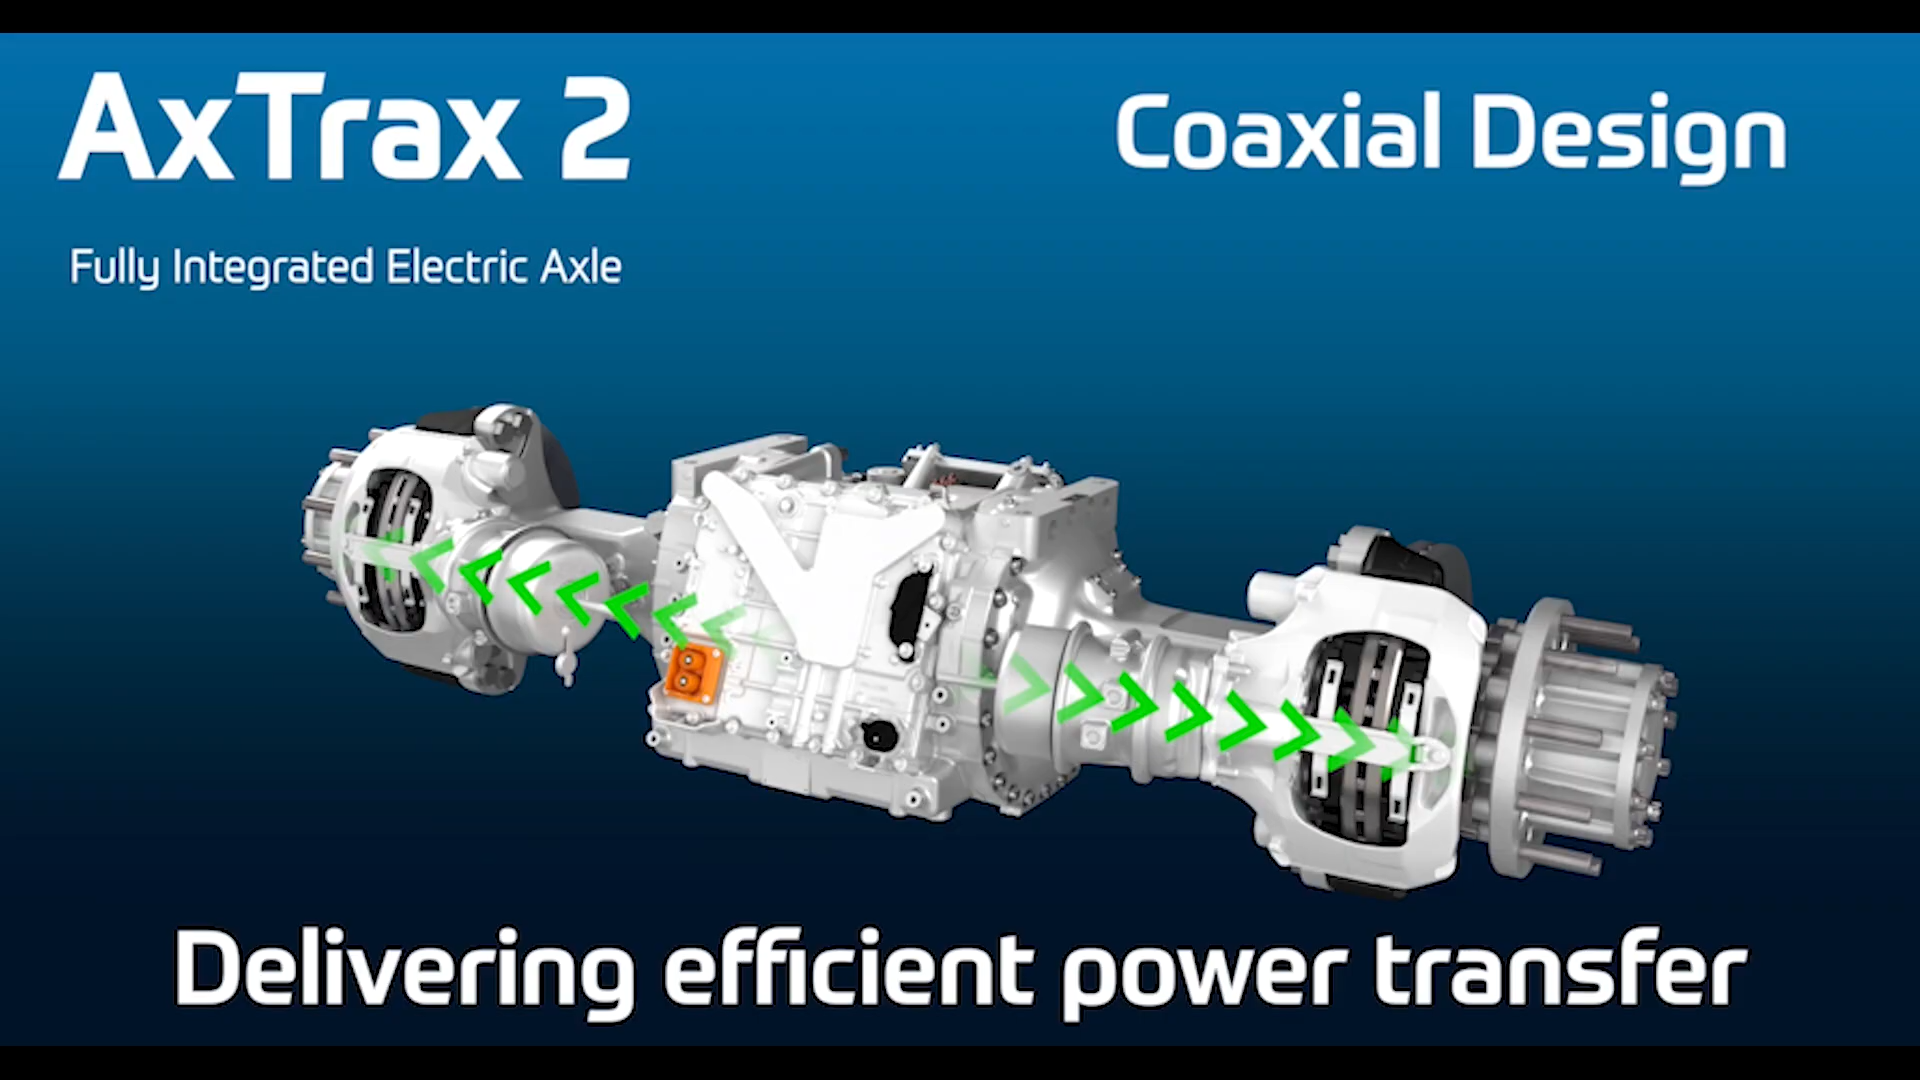 AxTrax 2
Coaxial Design
Fully Integrated Electric Axle
Delivering efficient power transfer